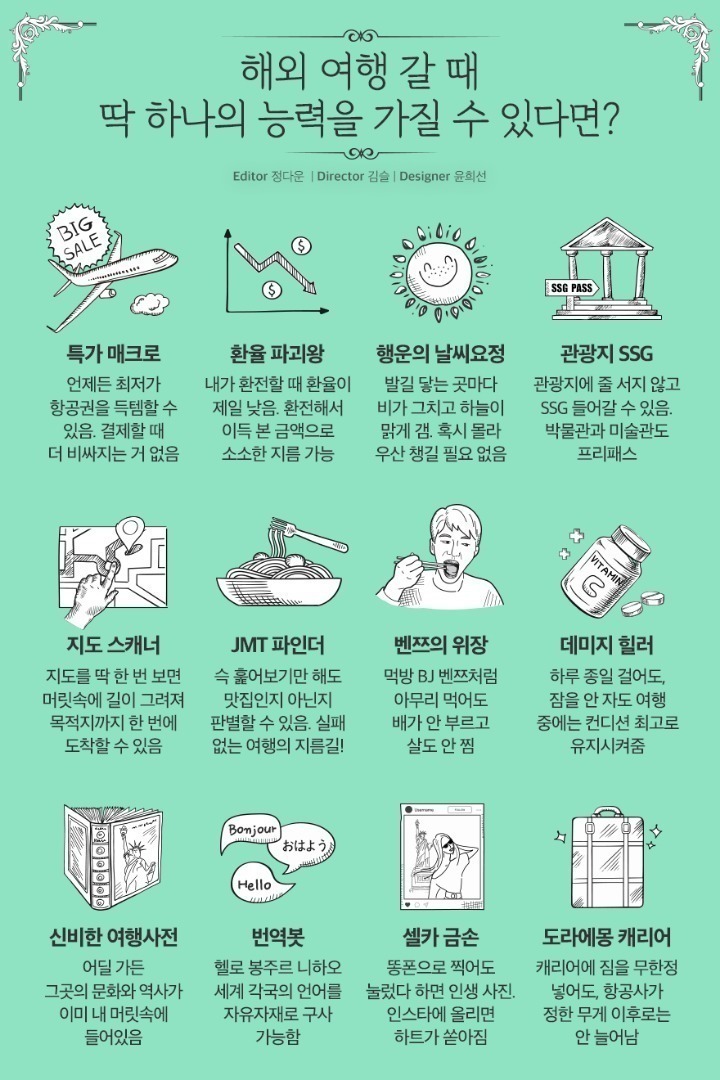 해외 여행 갈 때
딱 하나의 능력을 가질 수 있다면?
Editor 정다운 | Director 김슬 | Designer 윤희선
BIG
SALE
$
$
SSG PASS
특가 매크로
언제든 최저가
항공권을 득템할 수
있음. 결제할 때
더 비싸지는 거 없음
환율 파괴왕
내가 환전할 때 환율이
제일 낮음. 환전해서
이득 본 금액으로
소소한 지름 가능
행운의 날씨요정
발길 닿는 곳마다
비가 그치고 하늘이
맑게 갬. 혹시 몰라
우산 챙길 필요 없음
관광지 SSG
관광지에 줄 서지 않고
SSG 들어갈 수 있음.
박물관과 미술관도
프리패스
VITAMIN
C
지도 스캐너
지도를 딱 한 번 보면
머릿속에 길이 그려져
목적지까지 한 번에
도착할 수 있음
JMT 파인더
슥 훑어보기만 해도
맛집인지 아닌지
판별할 수 있음. 실패
없는 여행의 지름길!
벤쯔의 위장
먹방 BJ 벤쯔처럼
아무리 먹어도
배가 안 부르고
살도 안 찜
데미지 힐러
하루 종일 걸어도,
잠을 안 자도 여행
중에는 컨디션 최고로
유지시켜줌
Bonjour
おはよう
Hello
Username
신비한 여행사전
어딜 가든
그곳의 문화와 역사가
이미 내 머릿속에
들어있음
번역봇
헬로 봉주르 니하오
세계 각국의 언어를
자유자재로 구사
가능함
셀카 금손
똥폰으로 찍어도
눌렀다 하면 인생 사진.
인스타에 올리면
하트가 쏟아짐
도라에몽 캐리어
캐리어에 짐을 무한정
넣어도, 항공사가
정한 무게 이후로는
안 늘어남